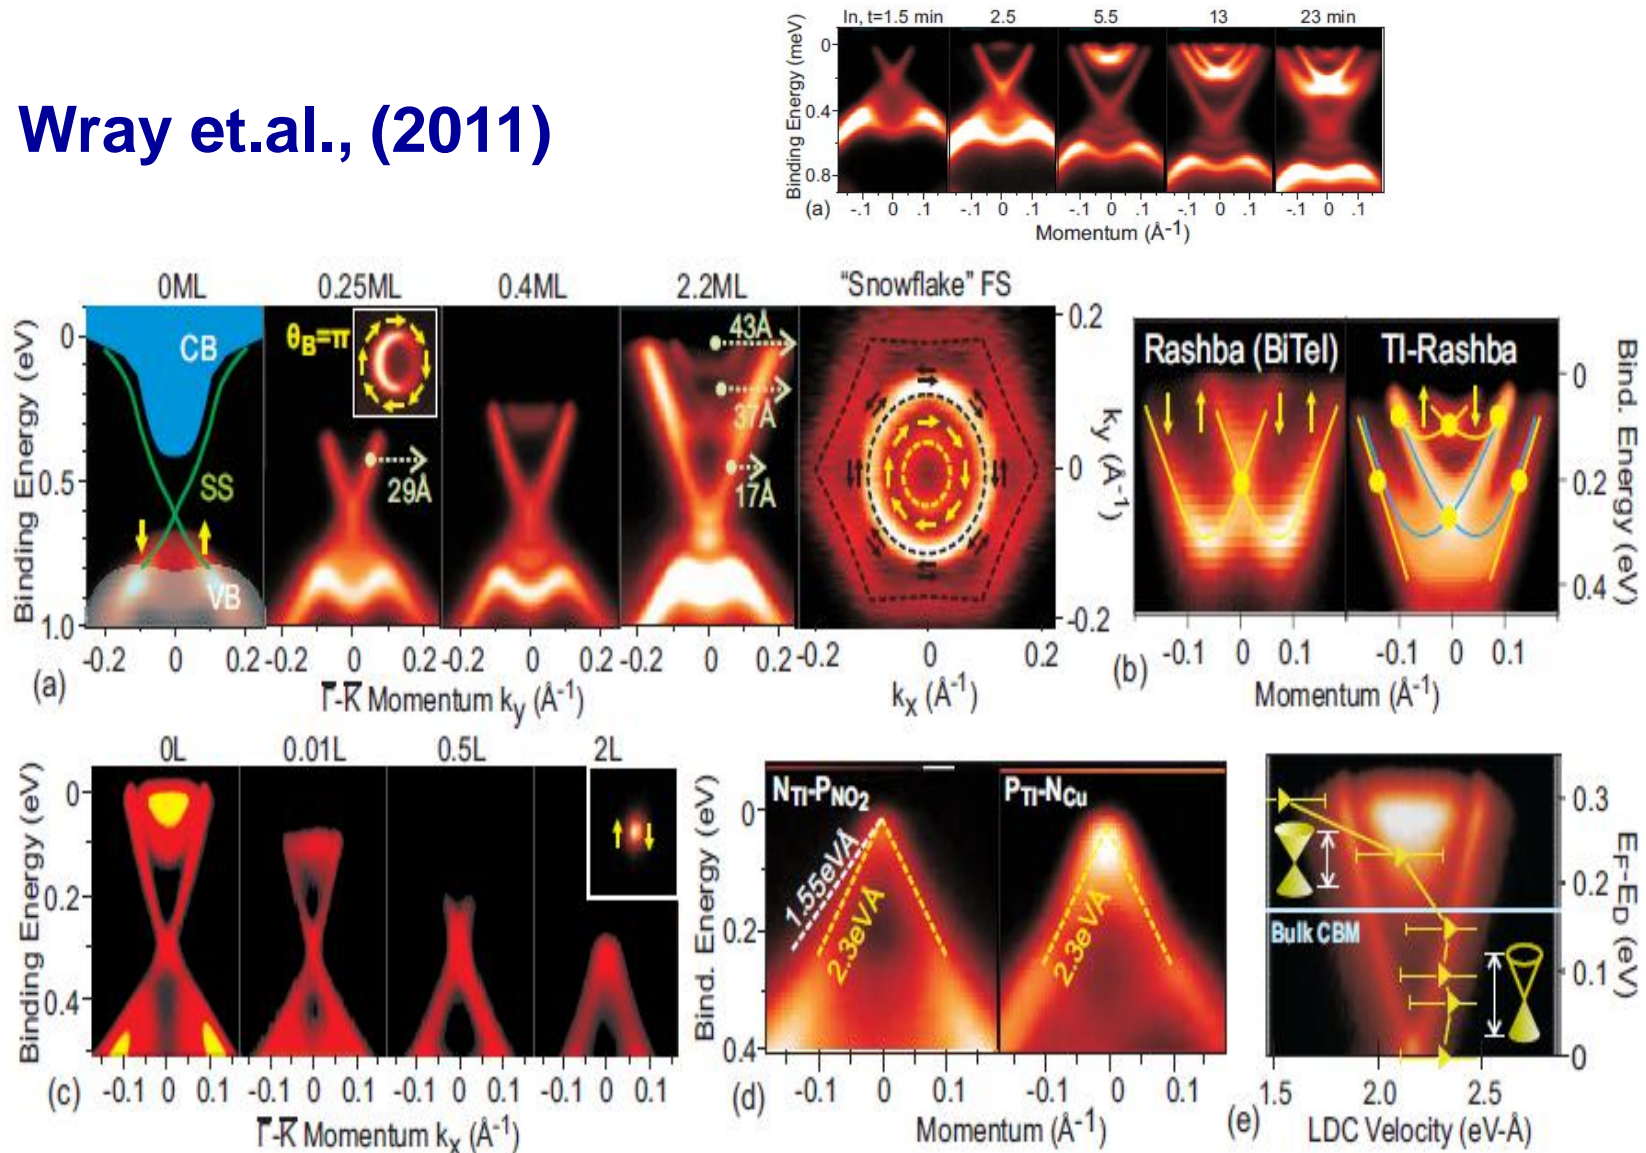 In, t=1.5 min 2.5 5.5 13 23 min
Binding Energy (meV)
0
0.4
0.8
(a)
-.1 0 .1 -.1 0 .1 -.1 0 .1 -.1 0 .1 -.1 0 .1
Momentum (Å-1)
Wray et.al., (2011)
0ML 0.25ML 0.4ML 2.2ML "Snowflake" FS
Binding Energy (eV)
0
0.5
1.0
CB
SS
VB
θB=π
29Å
43Å
37Å
17Å
0.2
0
-0.2
ky (Å-1)
-0.2 0 0.2 -0.2 0 0.2 -0.2 0 0.2 -0.2 0 0.2 -0.2 0 0.2
(a)
Γ-K Momentum ky (Å-1)
kx (Å-1)
Rashba (BiTeI) TI-Rashba
0
0.2
0.4
Bind. Energy (eV)
-0.1 0 0.1 -0.1 0 0.1
(b)
Momentum (Å-1)
0L 0.01L 0.5L 2L
Binding Energy (eV)
0
0.2
0.4
-0.1 0 0.1 -0.1 0 0.1 -0.1 0 0.1 -0.1 0 0.1
(c)
Γ-K Momentum kx (Å-1)
NTI-PNO2 PTI-NCu
Bind. Energy (eV)
0
0.2
0.4
1.55eVÅ
2.3eVÅ
2.3eVÅ
-0.1 0 0.1 -0.1 0 0.1
(d)
Momentum (Å-1)
Bulk CBM
0.3
0.2
0.1
0
EF-ED (eV)
1.5 2.0 2.5
(e)
LDC Velocity (eV-Å)